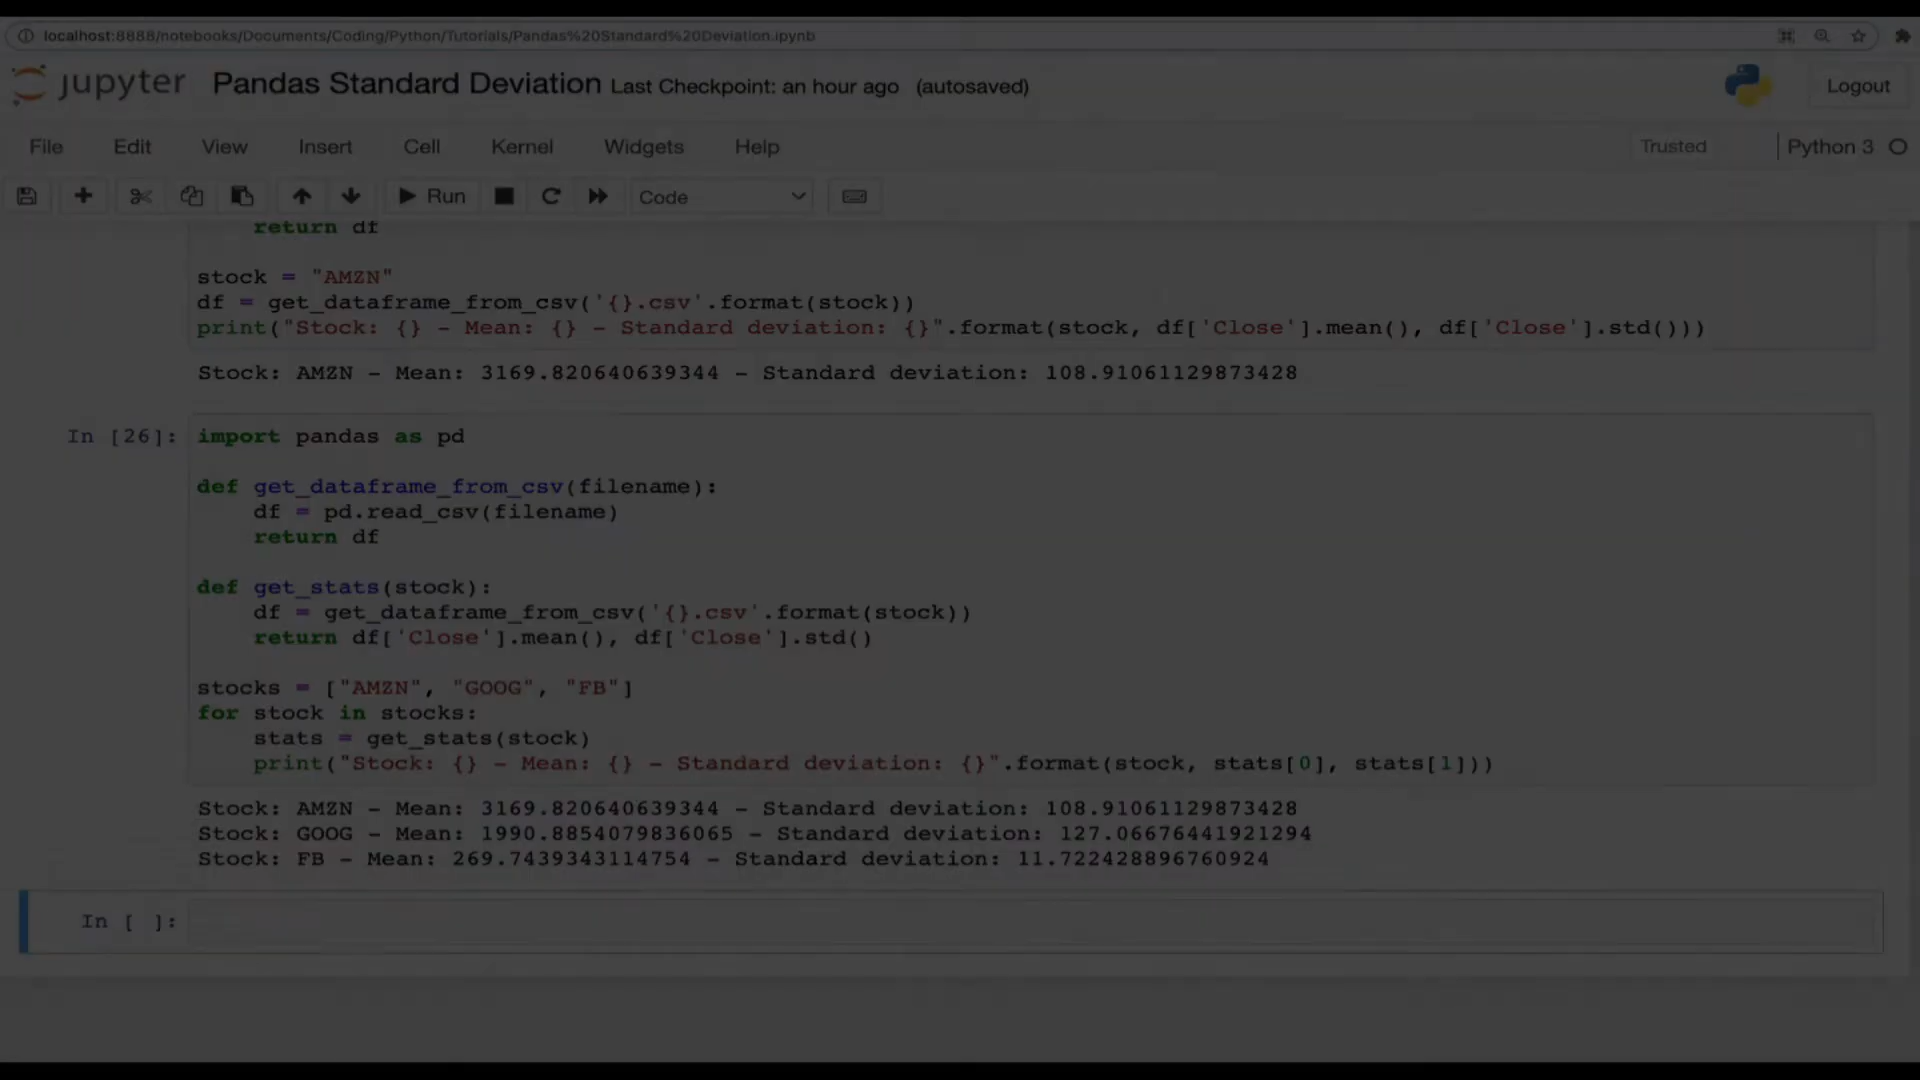 localhost:8888/notebooks/Documents/Coding/Python/Tutorials/Pandas%20Standard%20Deviation.ipynb
jupyter Pandas Standard Deviation Last Checkpoint: an hour ago (autosaved) Logout
File Edit View Insert Cell Kernel Widgets Help Trusted Python 3
Run Code
return df
stock = "AMZN"
df = get_dataframe_from_csv('{}.csv'.format(stock))
print("Stock: {} - Mean: {} - Standard deviation: {}".format(stock, df['Close'].mean(), df['Close'].std()))
Stock: AMZN - Mean: 3169.820640639344 - Standard deviation: 108.91061129873428
In [26]: import pandas as pd
def get_dataframe_from_csv(filename):
df = pd.read_csv(filename)
return df
def get_stats(stock):
df = get_dataframe_from_csv('{}.csv'.format(stock))
return df['Close'].mean(), df['Close'].std()
stocks = ["AMZN", "GOOG", "FB"]
for stock in stocks:
stats = get_stats(stock)
print("Stock: {} - Mean: {} - Standard deviation: {}".format(stock, stats[0], stats[1]))
Stock: AMZN - Mean: 3169.820640639344 - Standard deviation: 108.91061129873428
Stock: GOOG - Mean: 1990.8854079836065 - Standard deviation: 127.06676441921294
Stock: FB - Mean: 269.7439343114754 - Standard deviation: 11.722428896760924
In [ ]: